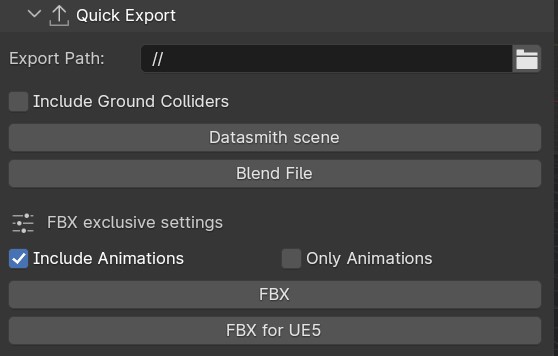 Quick Export
Export Path: //
Include Ground Colliders
Datasmith scene
Blend File
FBX exclusive settings
Include Animations Only Animations
FBX
FBX for UE5